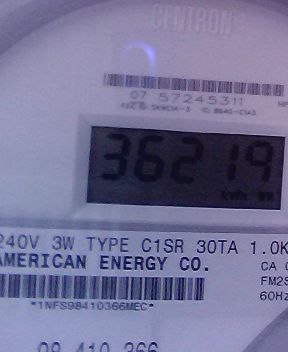 CENTRON
07 57245311
36219
kWh
240V 3W TYPE C1SR 30TA 1.0K
AMERICAN ENERGY CO.
CA
FM2S
60Hz
*1NFS98410366MEC*
98 410 366